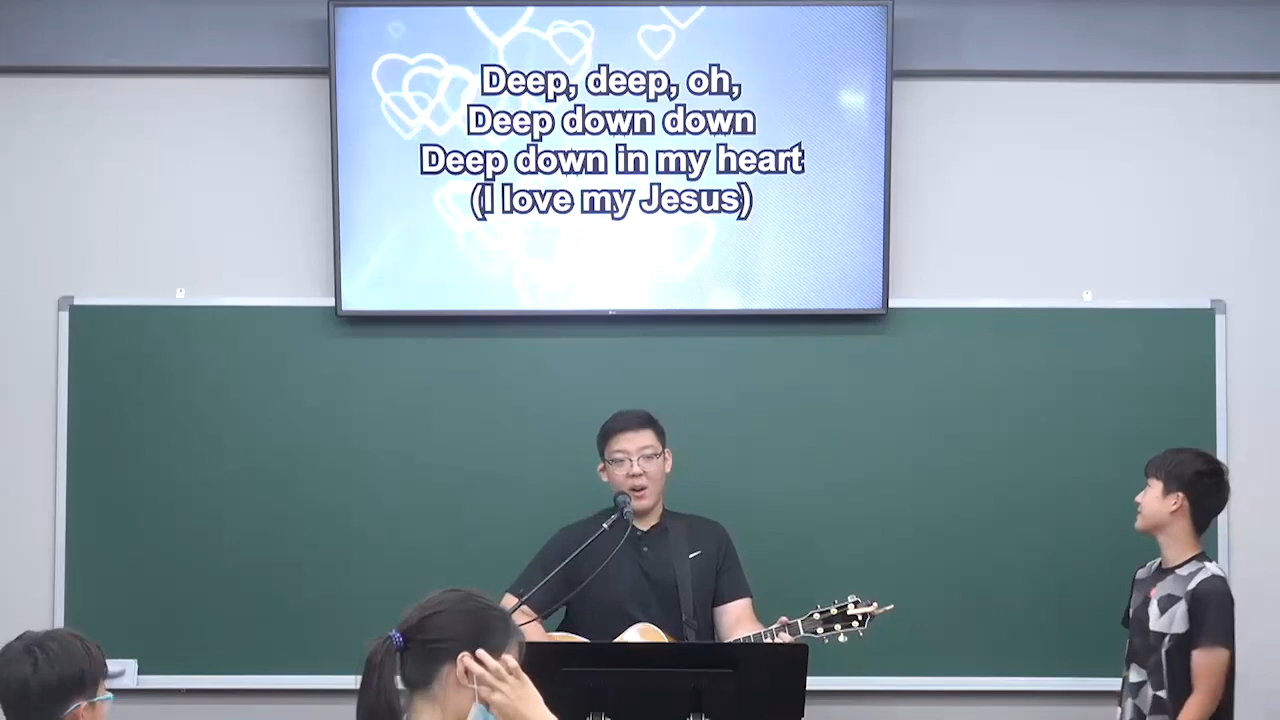 Deep, deep, oh,
Deep down down
Deep down in my heart
(I love my Jesus)